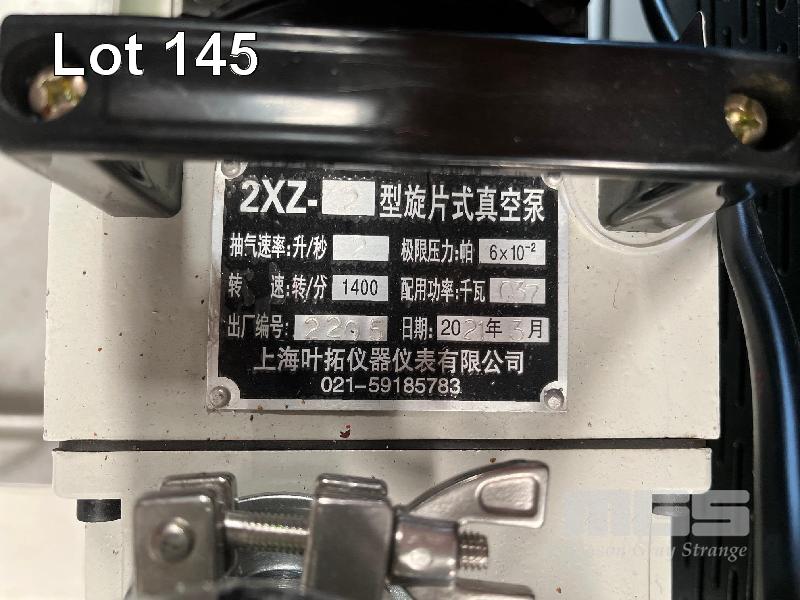 Lot 145
2XZ-2型旋片式真空泵
抽气速率:升/秒 2 极限压力:帕 6×10⁻²
转 速:转/分 1400 配用功率:千瓦 0.37
出厂编号: 日期: 2021年3月
上海叶拓仪器仪表有限公司
021-59185783
MGS
Gray Strange